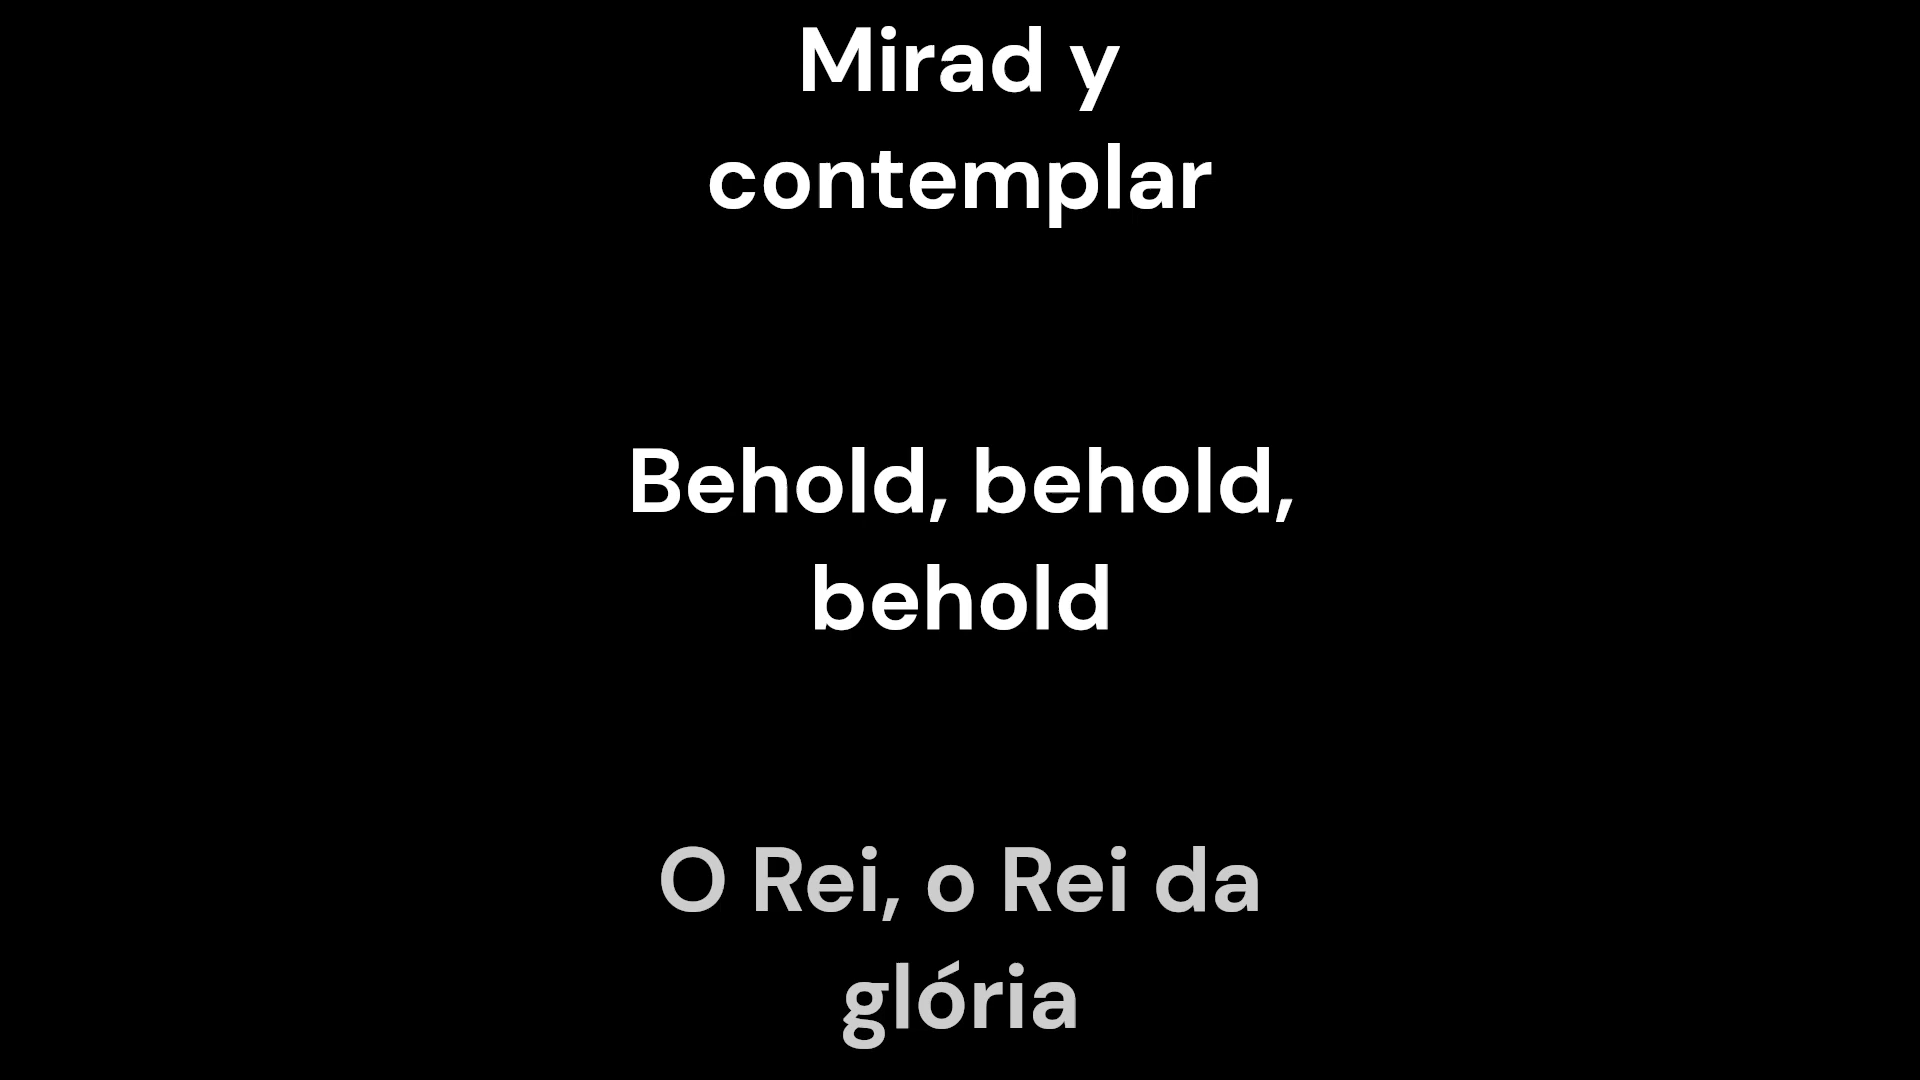 Mirad y
contemplar
Behold, behold,
behold
O Rei, o Rei da
glória